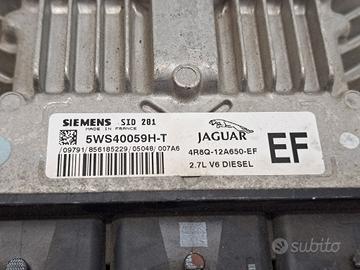 SIEMENS SID 201
MADE IN FRANCE
5WS40059H-T
/09791/856185229/05048/007A6
JAGUAR
4R8Q-12A650-EF
2.7L V6 DIESEL
EF
subito